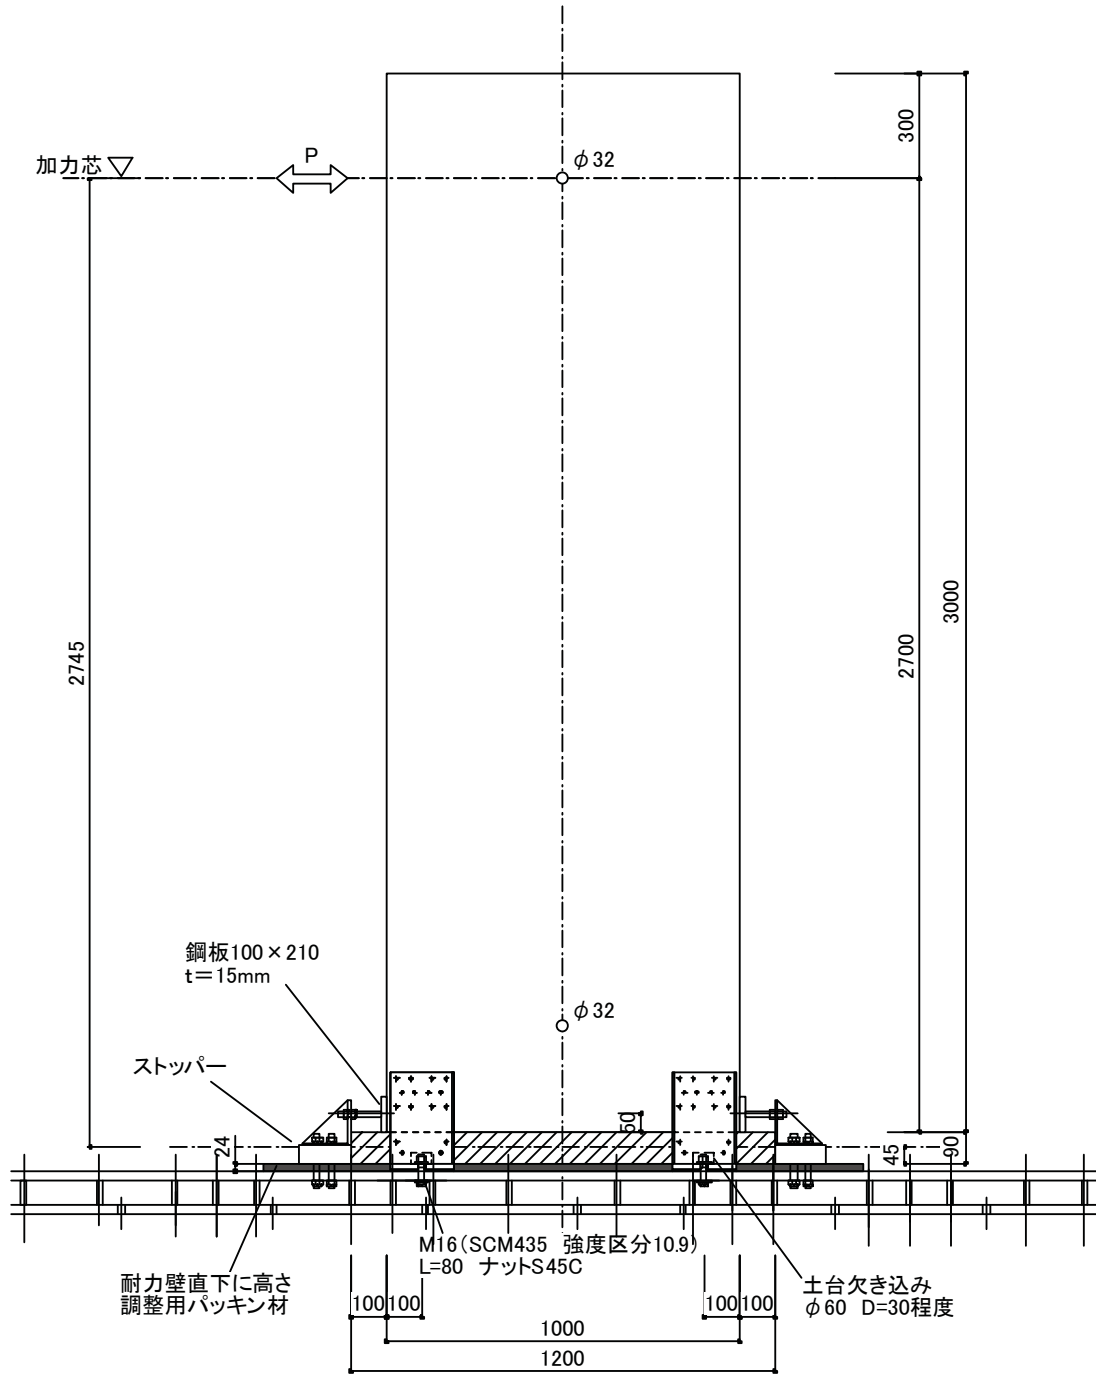 300
加力芯
P
φ32
2745
2700
3000
鋼板100×210
t=15mm
φ32
ストッパー
24
50
45
90
M16(SCM435 強度区分10.9)
L=80 ナットS45C
耐力壁直下に高さ
調整用パッキン材
土台欠き込み
φ60 D=30程度
100 100
100 100
1000
1200